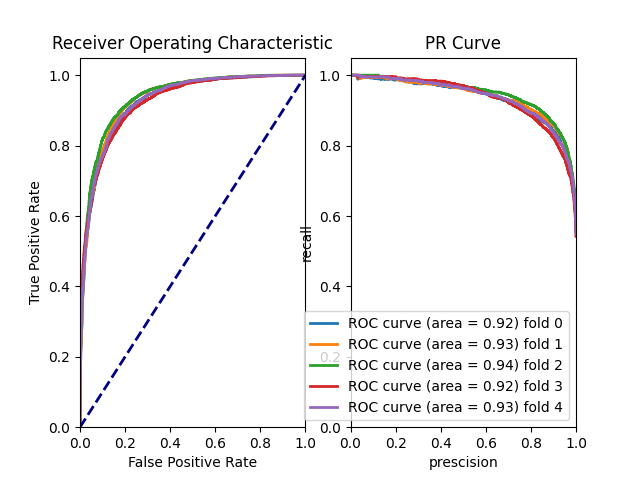 Receiver Operating Characteristic
1.0
0.8
0.6
0.4
0.2
0.0
True Positive Rate
0.0 0.2 0.4 0.6 0.8 1.0
False Positive Rate
PR Curve
1.0
0.8
0.6
0.4
0.2
0.0
recall
0.0 0.2 0.4 0.6 0.8 1.0
prescision
ROC curve (area = 0.92) fold 0
ROC curve (area = 0.93) fold 1
ROC curve (area = 0.94) fold 2
ROC curve (area = 0.92) fold 3
ROC curve (area = 0.93) fold 4